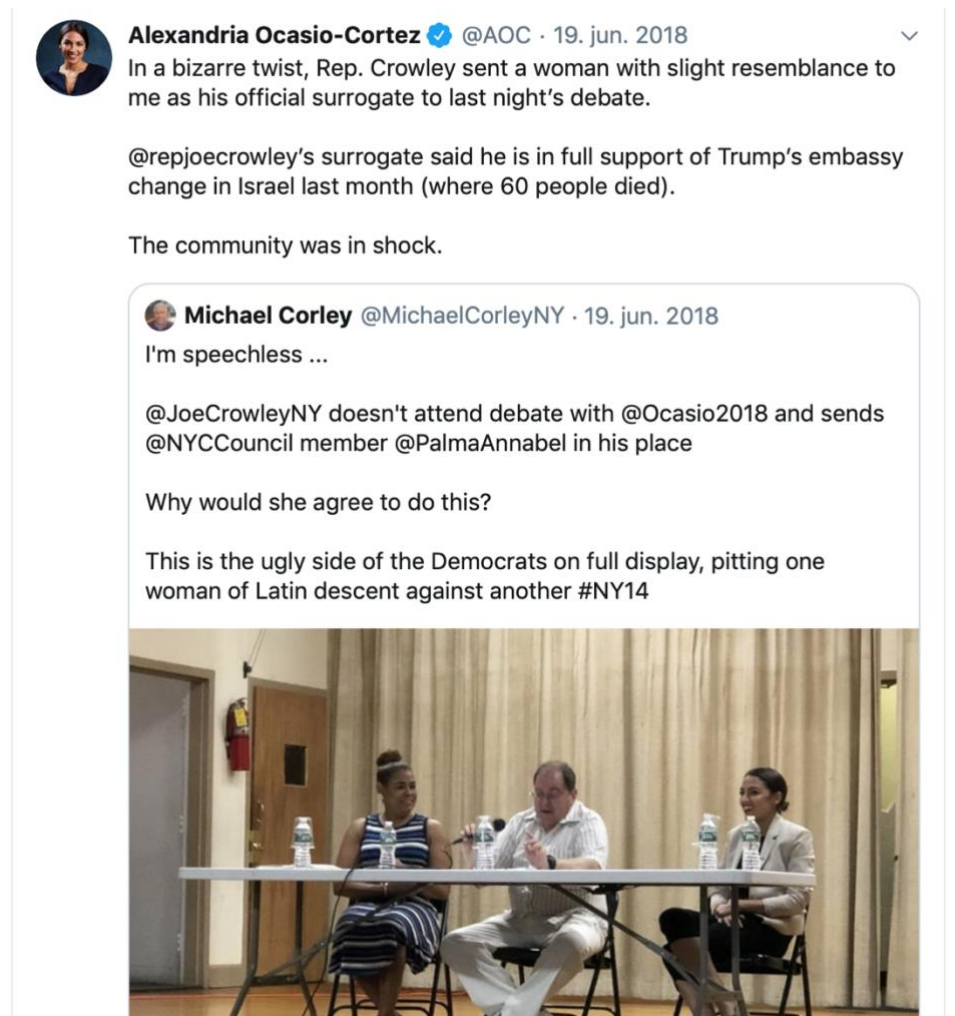 Alexandria Ocasio-Cortez @AOC · 19. jun. 2018
In a bizarre twist, Rep. Crowley sent a woman with slight resemblance to
me as his official surrogate to last night’s debate.
@repjoecrowley’s surrogate said he is in full support of Trump’s embassy
change in Israel last month (where 60 people died).
The community was in shock.
Michael Corley @MichaelCorleyNY · 19. jun. 2018
I'm speechless ...
@JoeCrowleyNY doesn't attend debate with @Ocasio2018 and sends
@NYCCouncil member @PalmaAnnabel in his place
Why would she agree to do this?
This is the ugly side of the Democrats on full display, pitting one
woman of Latin descent against another #NY14